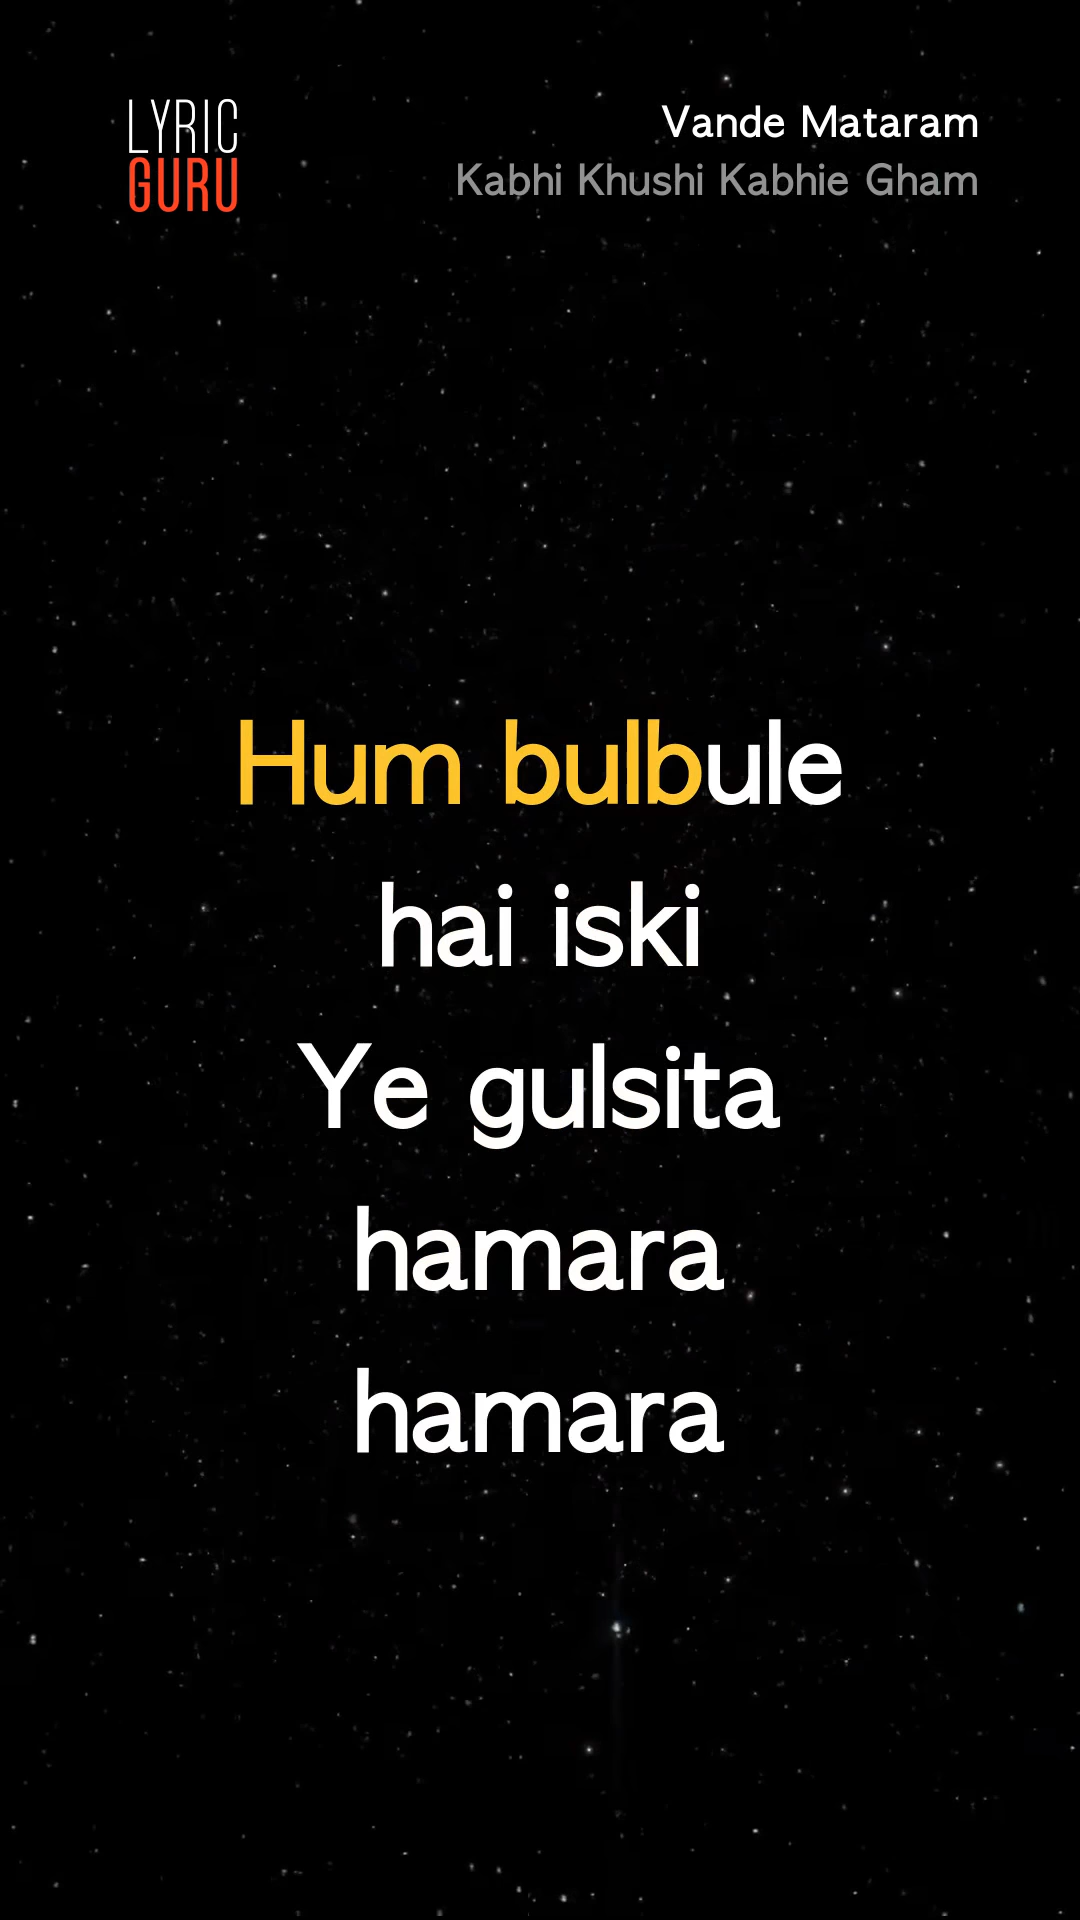 LYRIC
GURU
Vande Mataram
Kabhi Khushi Kabhie Gham
Hum bulbule
hai iski
Ye gulsita
hamara
hamara